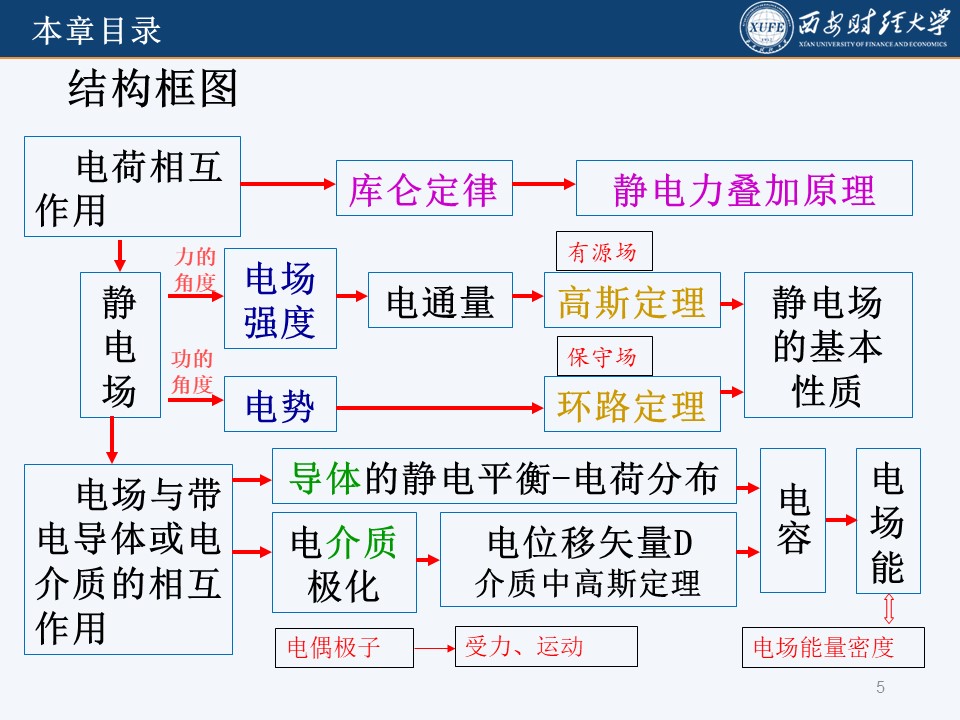 本章目录
西安财经大学
XUFE
XI'AN UNIVERSITY OF FINANCE AND ECONOMICS
结构框图
电荷相互
作用
库仑定律
静电力叠加原理
力的
角度
有源场
静
电
场
电场
强度
电通量
高斯定理
静电场
的基本
性质
功的
角度
保守场
电势
环路定理
电场与带
电导体或电
介质的相互
作用
导体的静电平衡-电荷分布
电
容
电
场
能
电介质
极化
电位移矢量D
介质中高斯定理
电偶极子
受力、运动
电场能量密度
5